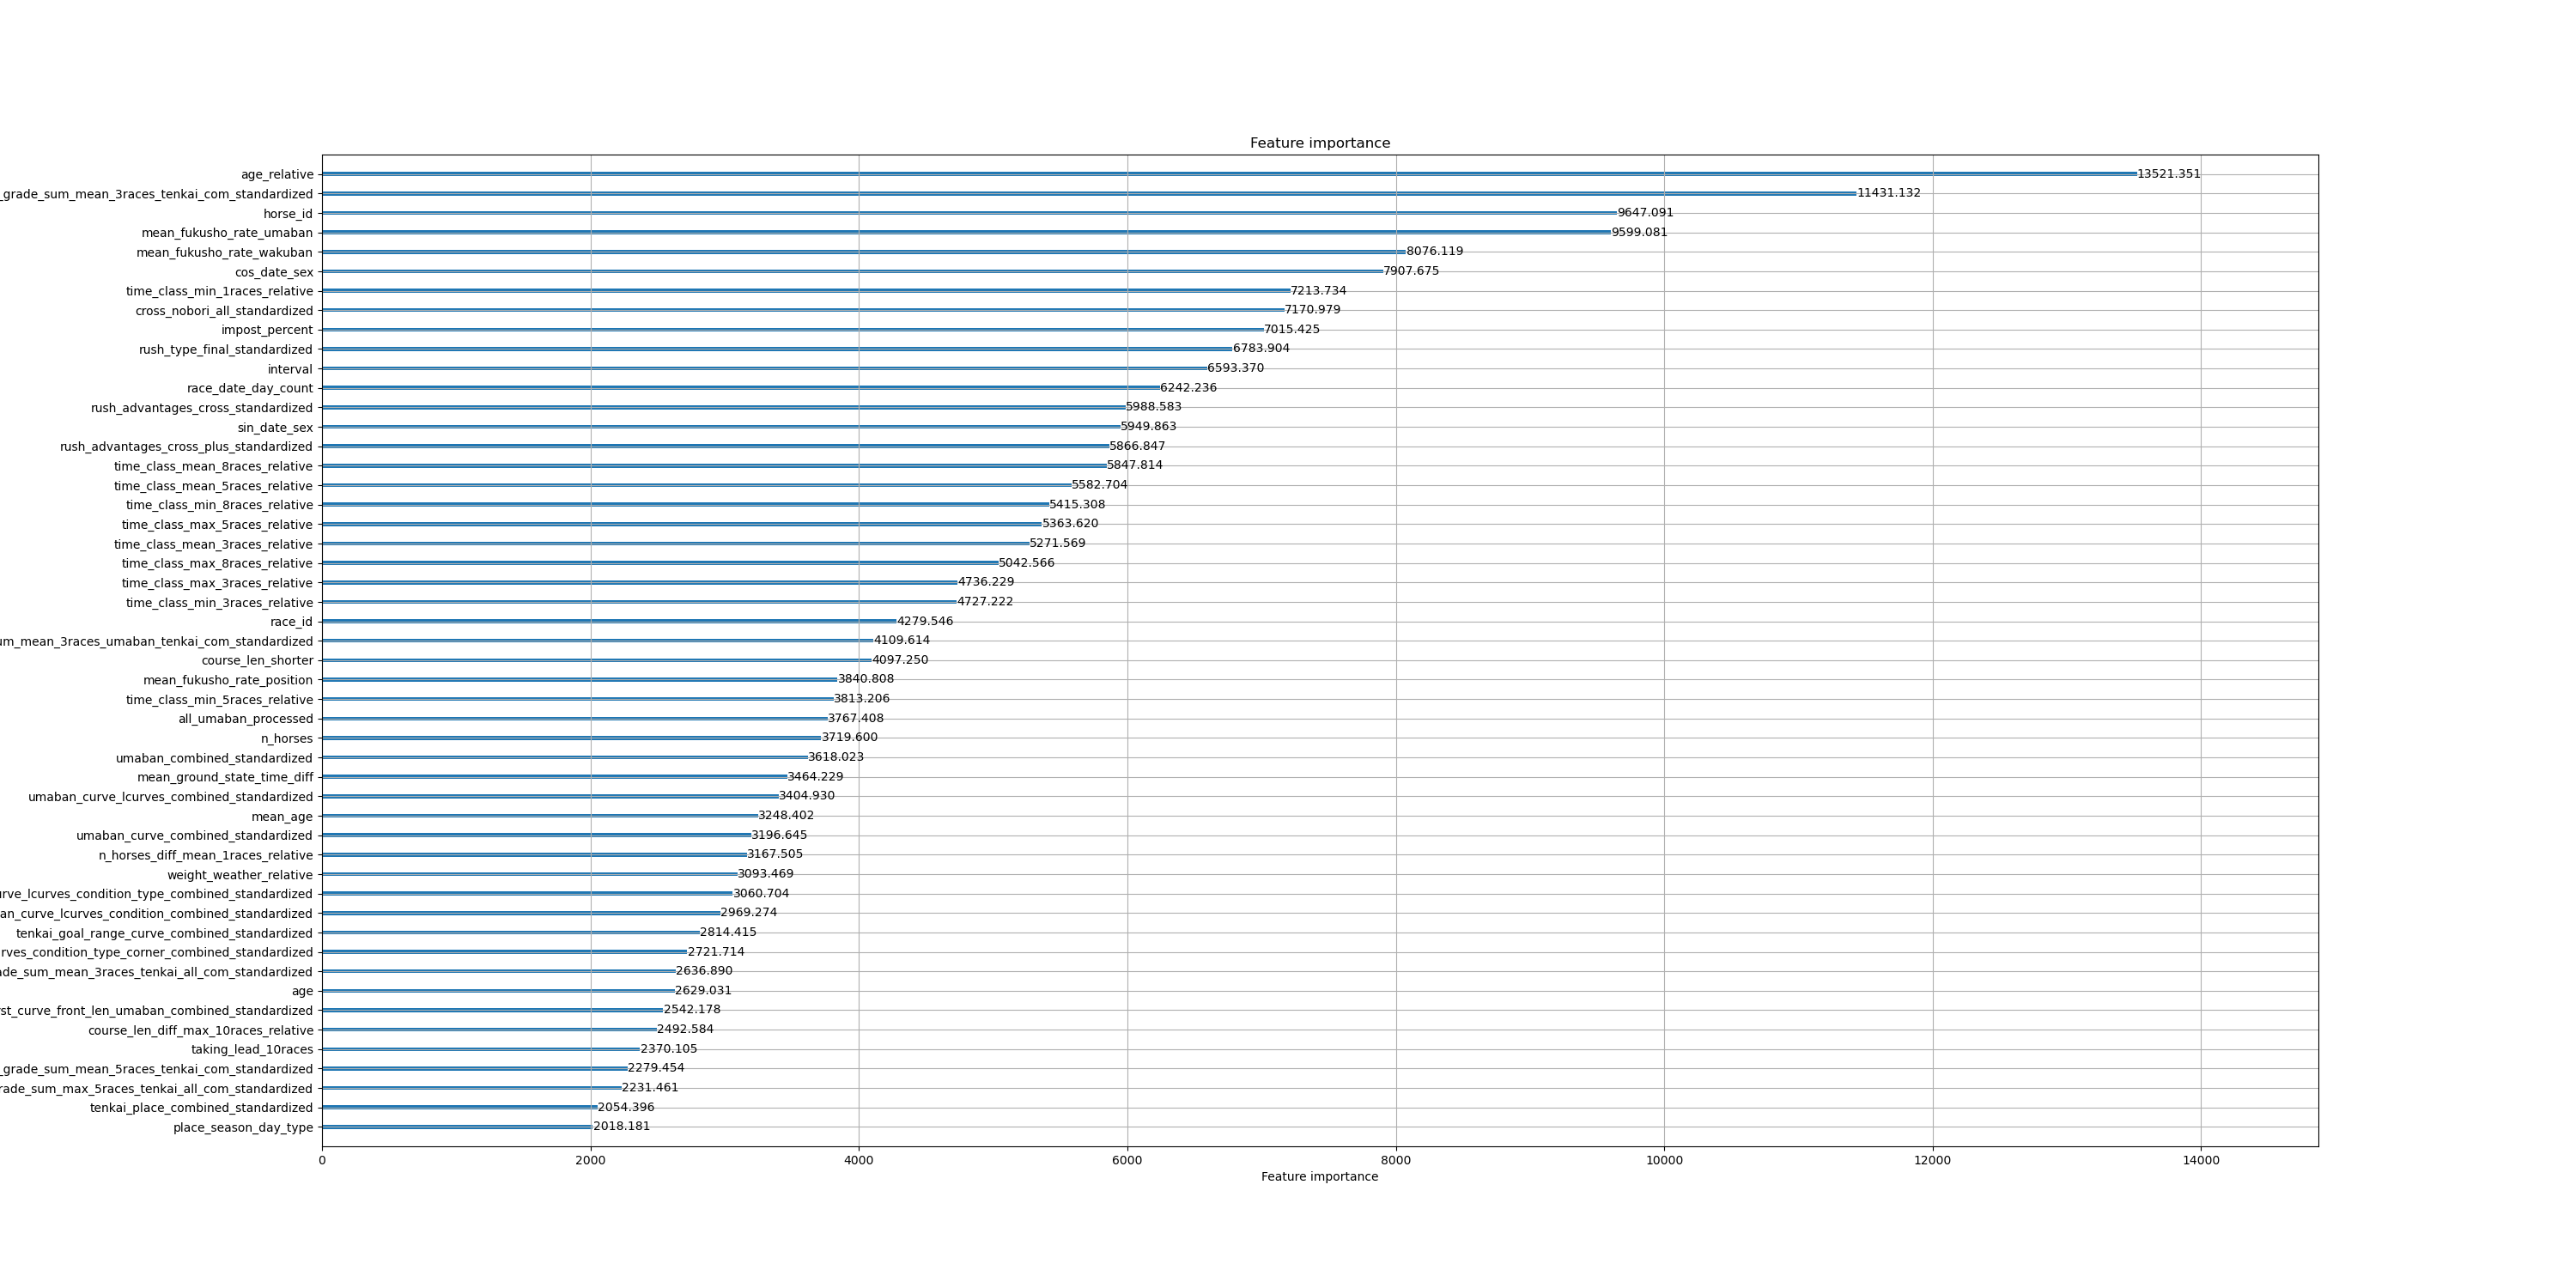 Feature importance
age_relative 13521.351
_grade_sum_mean_3races_tenkai_com_standardized 11431.132
horse_id 9647.091
mean_fukusho_rate_umaban 9599.081
mean_fukusho_rate_wakuban 8076.119
cos_date_sex 7907.675
time_class_min_1races_relative 7213.734
cross_nobori_all_standardized 7170.979
impost_percent 7015.425
rush_type_final_standardized 6783.904
interval 6593.370
race_date_day_count 6242.236
rush_advantages_cross_standardized 5988.583
sin_date_sex 5949.863
rush_advantages_cross_plus_standardized 5866.847
time_class_mean_8races_relative 5847.814
time_class_mean_5races_relative 5582.704
time_class_min_8races_relative 5415.308
time_class_max_5races_relative 5363.620
time_class_mean_3races_relative 5271.569
time_class_max_8races_relative 5042.566
time_class_max_3races_relative 4736.229
time_class_min_3races_relative 4727.222
race_id 4279.546
um_mean_3races_umaban_tenkai_com_standardized 4109.614
course_len_shorter 4097.250
mean_fukusho_rate_position 3840.808
time_class_min_5races_relative 3813.206
all_umaban_processed 3767.408
n_horses 3719.600
umaban_combined_standardized 3618.023
mean_ground_state_time_diff 3464.229
umaban_curve_lcurves_combined_standardized 3404.930
mean_age 3248.402
umaban_curve_combined_standardized 3196.645
n_horses_diff_mean_1races_relative 3167.505
weight_weather_relative 3093.469
rve_lcurves_condition_type_combined_standardized 3060.704
an_curve_lcurves_condition_combined_standardized 2969.274
tenkai_goal_range_curve_combined_standardized 2814.415
rves_condition_type_corner_combined_standardized 2721.714
ade_sum_mean_3races_tenkai_all_com_standardized 2636.890
age 2629.031
st_curve_front_len_umaban_combined_standardized 2542.178
course_len_diff_max_10races_relative 2492.584
taking_lead_10races 2370.105
_grade_sum_mean_5races_tenkai_com_standardized 2279.454
rade_sum_max_5races_tenkai_all_com_standardized 2231.461
tenkai_place_combined_standardized 2054.396
place_season_day_type 2018.181
0 2000 4000 6000 8000 10000 12000 14000
Feature importance